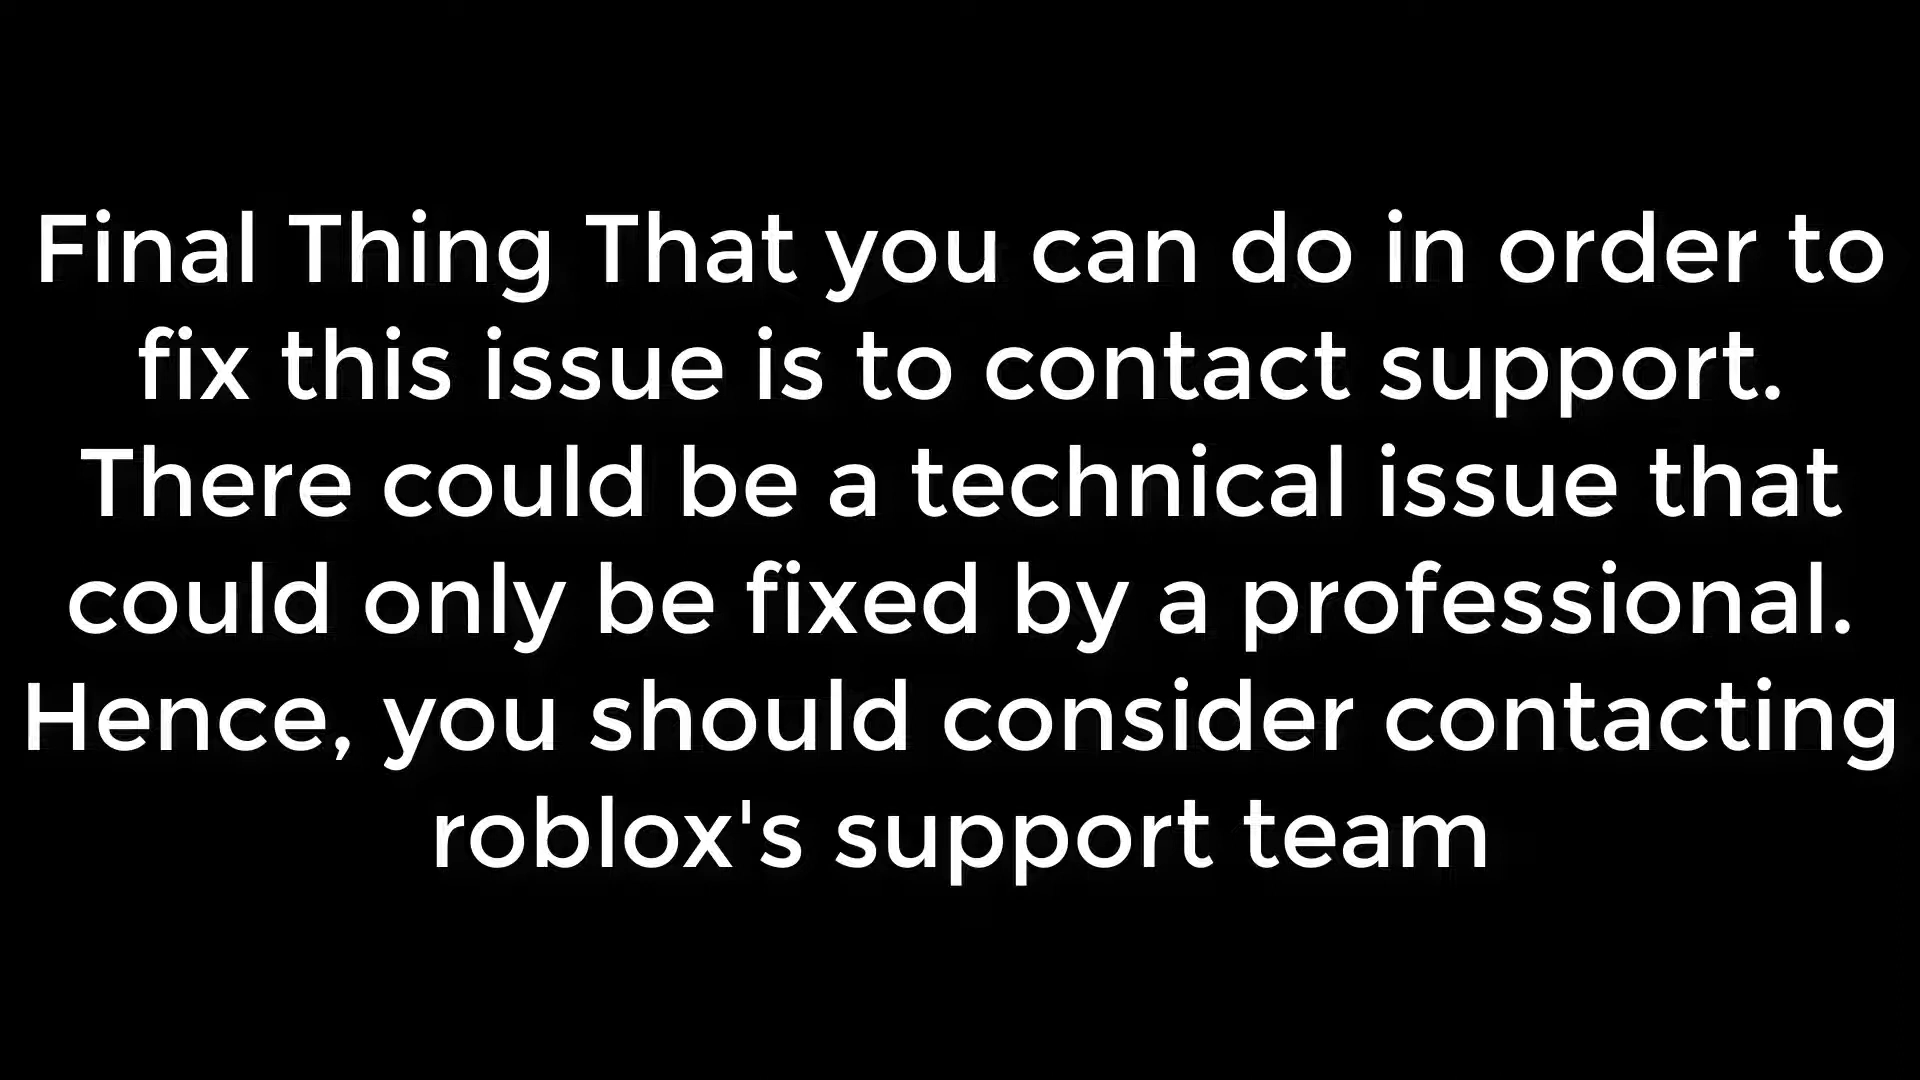 Final Thing That you can do in order to
fix this issue is to contact support.
There could be a technical issue that
could only be fixed by a professional.
Hence, you should consider contacting
roblox's support team